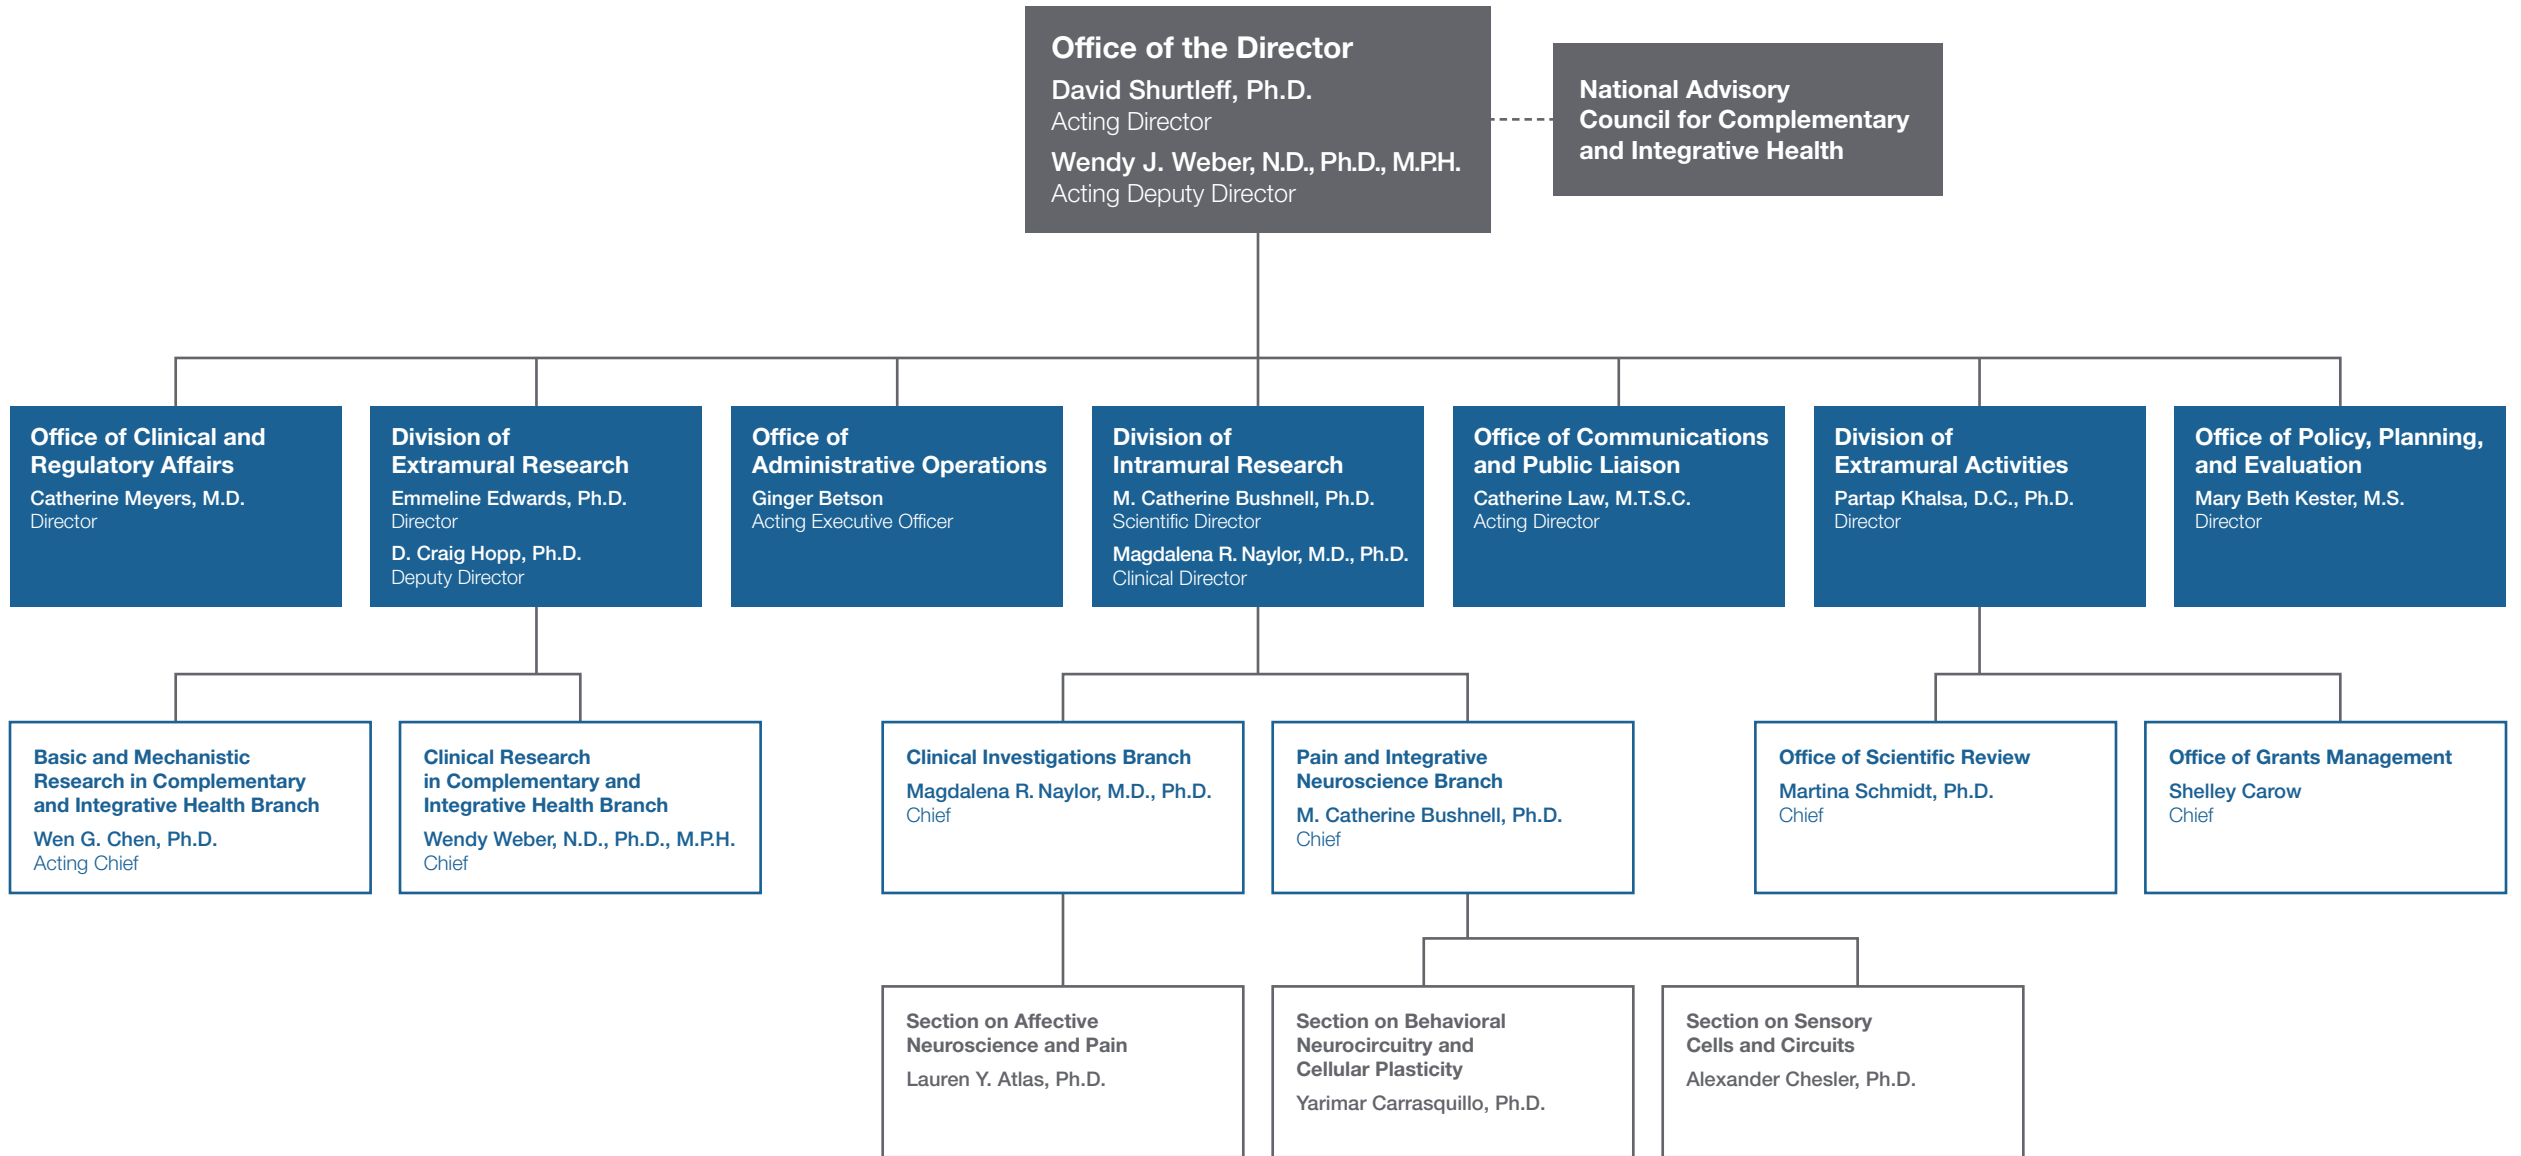 Office of the Director
David Shurtleff, Ph.D.
Acting Director
Wendy J. Weber, N.D., Ph.D., M.P.H.
Acting Deputy Director
National Advisory
Council for Complementary
and Integrative Health
Office of Clinical and
Regulatory Affairs
Catherine Meyers, M.D.
Director
Division of
Extramural Research
Emmeline Edwards, Ph.D.
Director
D. Craig Hopp, Ph.D.
Deputy Director
Office of
Administrative Operations
Ginger Betson
Acting Executive Officer
Division of
Intramural Research
M. Catherine Bushnell, Ph.D.
Scientific Director
Magdalena R. Naylor, M.D., Ph.D.
Clinical Director
Office of Communications
and Public Liaison
Catherine Law, M.T.S.C.
Acting Director
Division of
Extramural Activities
Partap Khalsa, D.C., Ph.D.
Director
Office of Policy, Planning,
and Evaluation
Mary Beth Kester, M.S.
Director
Basic and Mechanistic
Research in Complementary
and Integrative Health Branch
Wen G. Chen, Ph.D.
Acting Chief
Clinical Research
in Complementary and
Integrative Health Branch
Wendy Weber, N.D., Ph.D., M.P.H.
Chief
Clinical Investigations Branch
Magdalena R. Naylor, M.D., Ph.D.
Chief
Pain and Integrative
Neuroscience Branch
M. Catherine Bushnell, Ph.D.
Chief
Office of Scientific Review
Martina Schmidt, Ph.D.
Chief
Office of Grants Management
Shelley Carow
Chief
Section on Affective
Neuroscience and Pain
Lauren Y. Atlas, Ph.D.
Section on Behavioral
Neurocircuitry and
Cellular Plasticity
Yarimar Carrasquillo, Ph.D.
Section on Sensory
Cells and Circuits
Alexander Chesler, Ph.D.